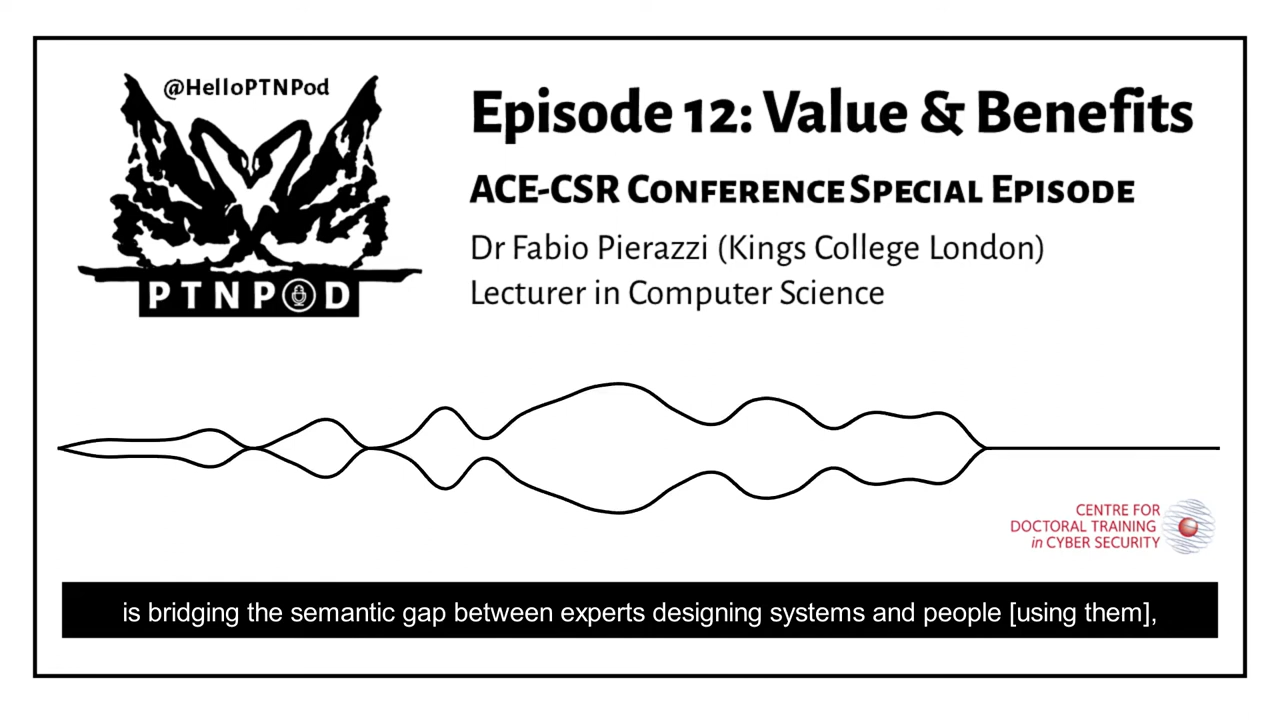 @HelloPTNPod
PTNPOD
Episode 12: Value & Benefits
ACE-CSR Conference Special Episode
Dr Fabio Pierazzi (Kings College London)
Lecturer in Computer Science
CENTRE FOR
DOCTORAL TRAINING
in CYBER SECURITY
is bridging the semantic gap between experts designing systems and people [using them],